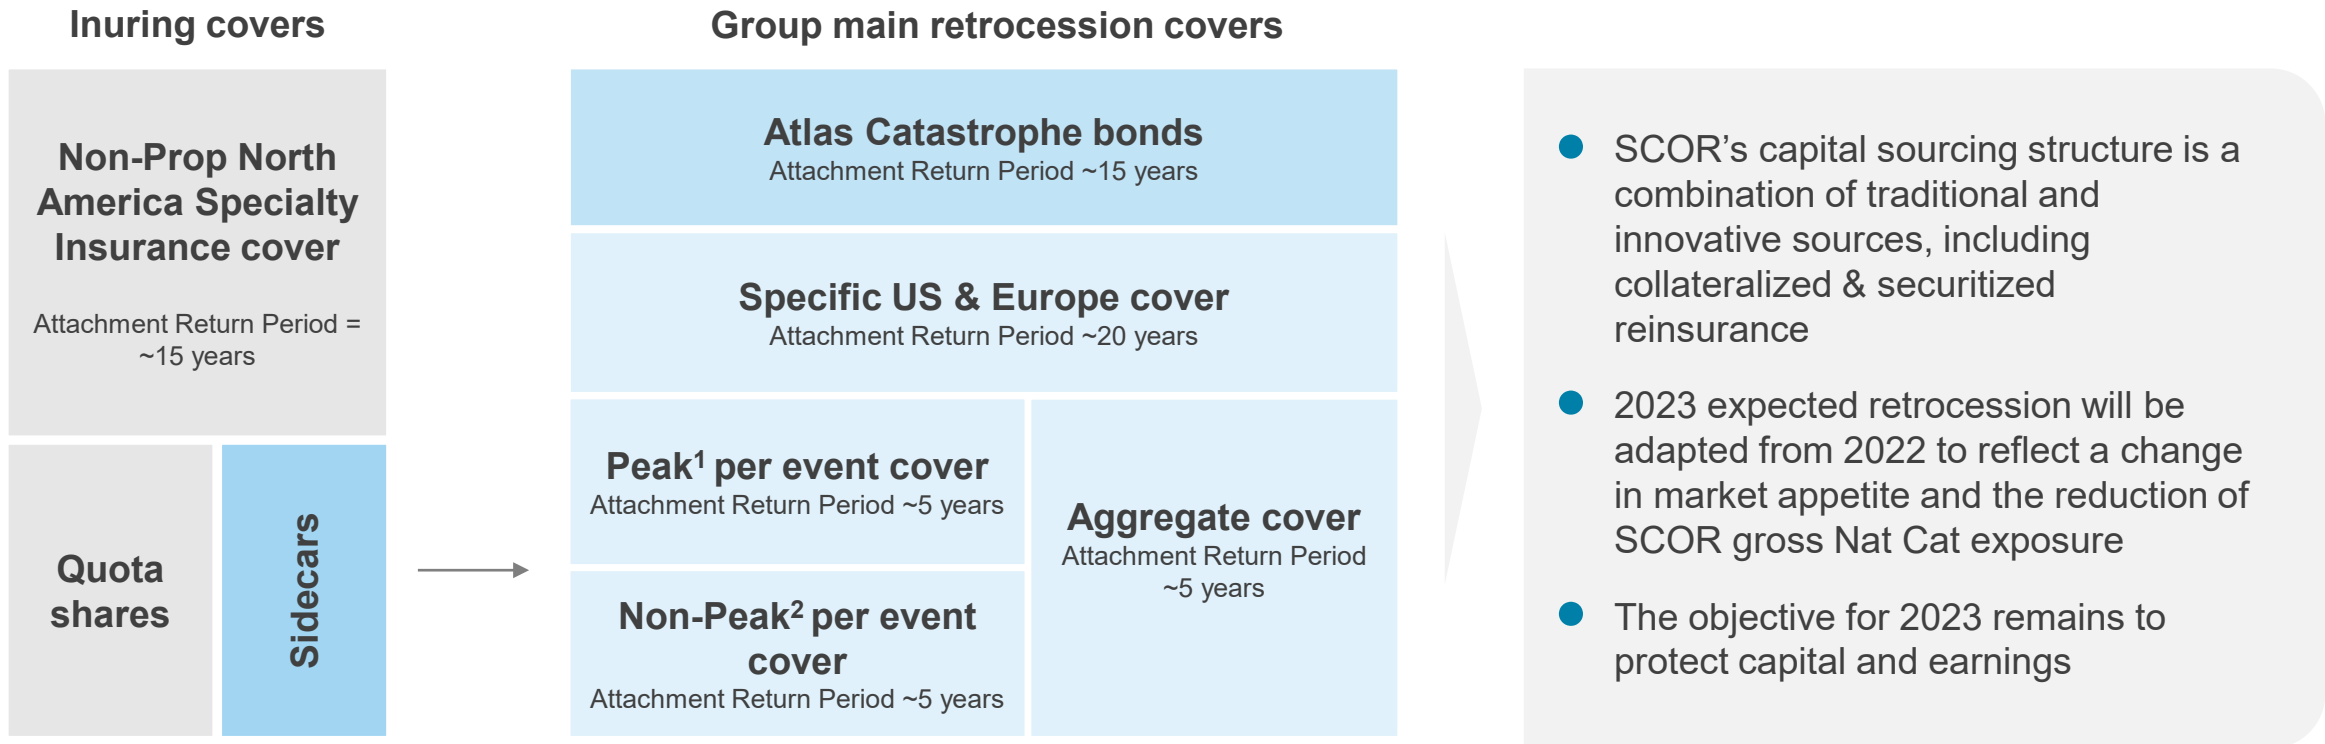 Inuring covers
Non-Prop North
America Specialty
Insurance cover
Attachment Return Period =
~15 years
Quota
shares
Sidecars
Group main retrocession covers
Atlas Catastrophe bonds
Attachment Return Period ~15 years
Specific US & Europe cover
Attachment Return Period ~20 years
Peak¹ per event cover
Attachment Return Period ~5 years
Non-Peak² per event
cover
Attachment Return Period ~5 years
Aggregate cover
Attachment Return Period
~5 years
SCOR’s capital sourcing structure is a
combination of traditional and
innovative sources, including
collateralized & securitized
reinsurance
2023 expected retrocession will be
adapted from 2022 to reflect a change
in market appetite and the reduction of
SCOR gross Nat Cat exposure
The objective for 2023 remains to
protect capital and earnings